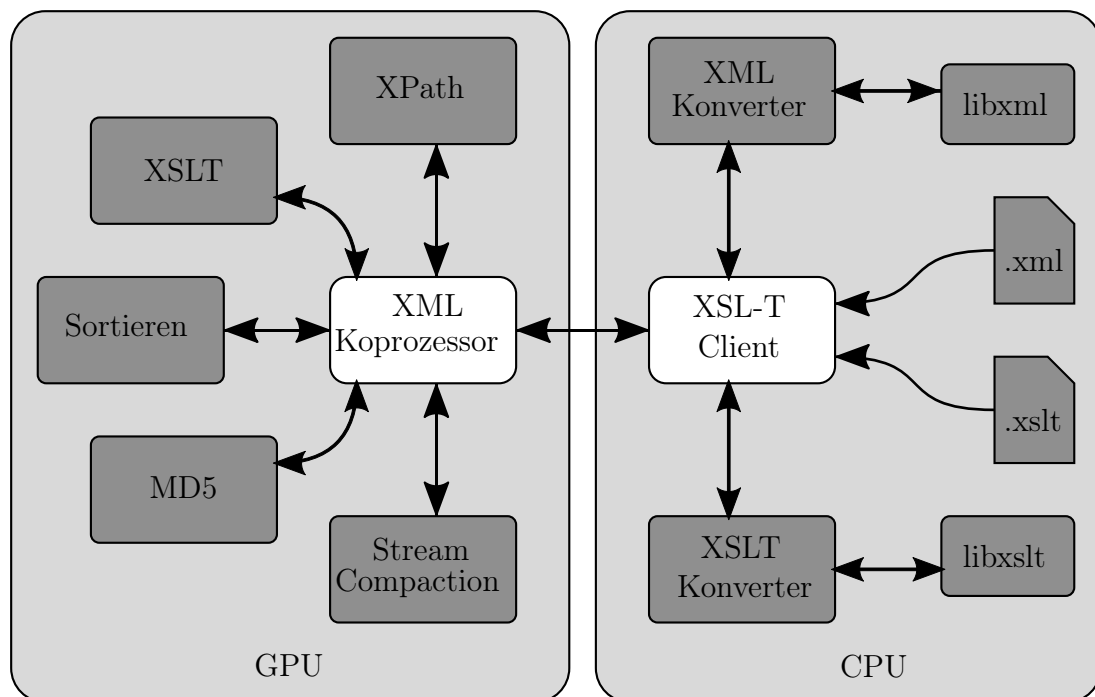 XPath
XSLT
Sortieren
XML
Koprozessor
MD5
Stream
Compaction
GPU
XML
Konverter
libxml
.xml
XSL-T
Client
.xslt
XSLT
Konverter
libxslt
CPU